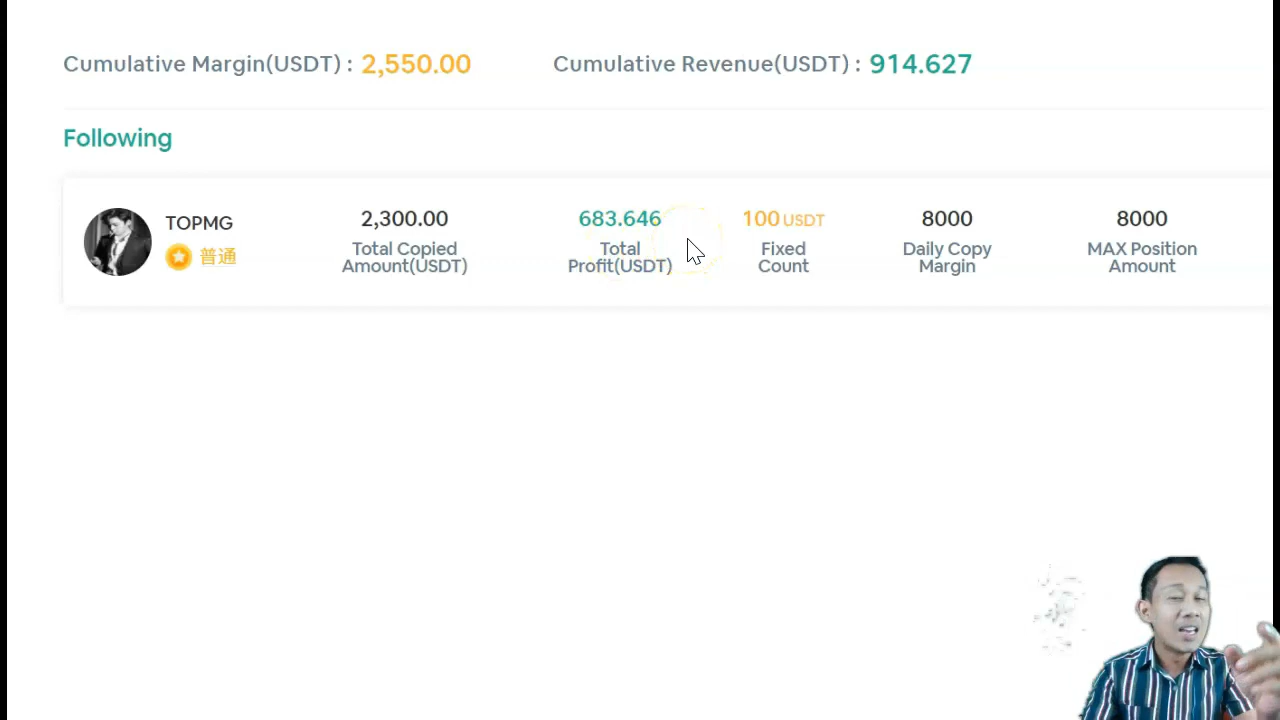 Cumulative Margin(USDT) : 2,550.00 Cumulative Revenue(USDT) : 914.627
Following
TOPMG
普通
2,300.00
Total Copied
Amount(USDT)
683.646
Total
Profit(USDT)
100 USDT
Fixed
Count
8000
Daily Copy
Margin
8000
MAX Position
Amount